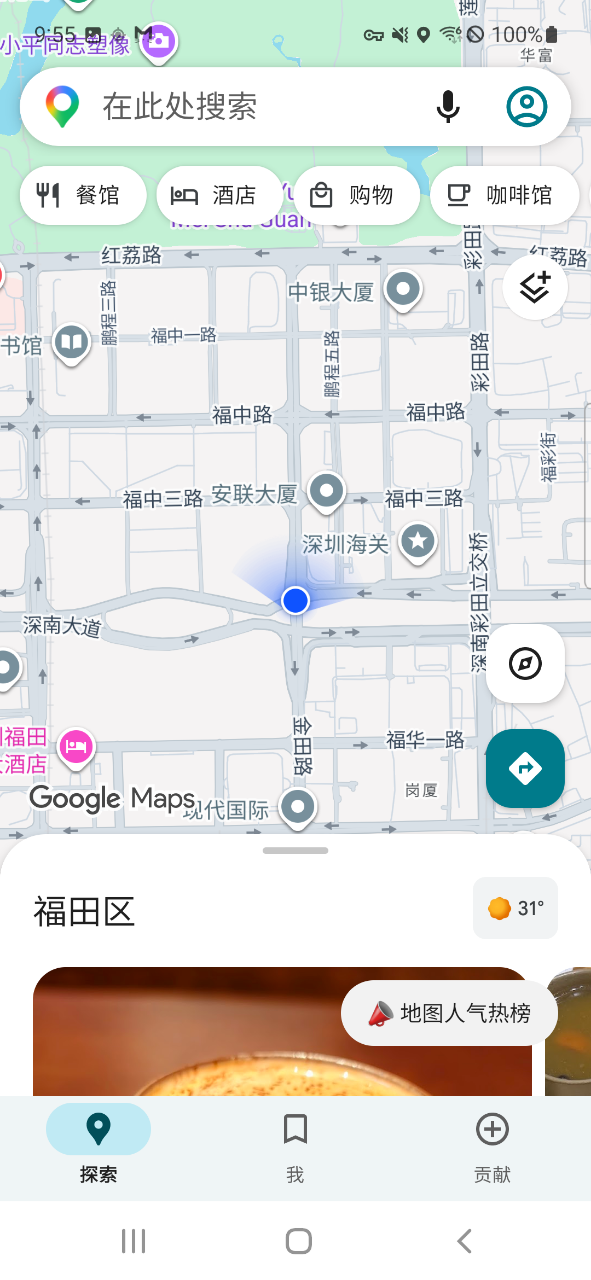 9:55
100%
小平同志塑像
华富
在此处搜索
餐馆
酒店
购物
咖啡馆
Mei Shu Guan
红荔路
彩田路
红荔路
中银大厦
鹏程三路
书馆
福中一路
鹏程五路
彩田路
福中路
福中路
福彩街
福中三路
安联大厦
福中三路
深圳海关
深南彩田立交桥
深南大道
金田路
福华一路
福田
酒店
岗厦
Google Maps
现代国际
福田区
31°
地图人气热榜
探索
我
贡献